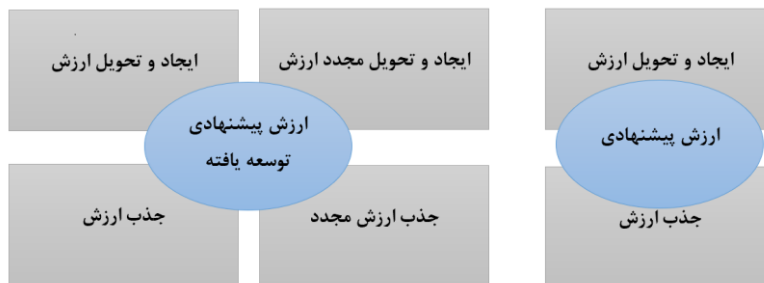 ایجاد و تحویل ارزش
ایجاد و تحویل مجدد ارزش
ایجاد و تحویل ارزش
ارزش پیشنهادی
توسعه یافته
ارزش پیشنهادی
جذب ارزش مجدد
جذب ارزش
جذب ارزش